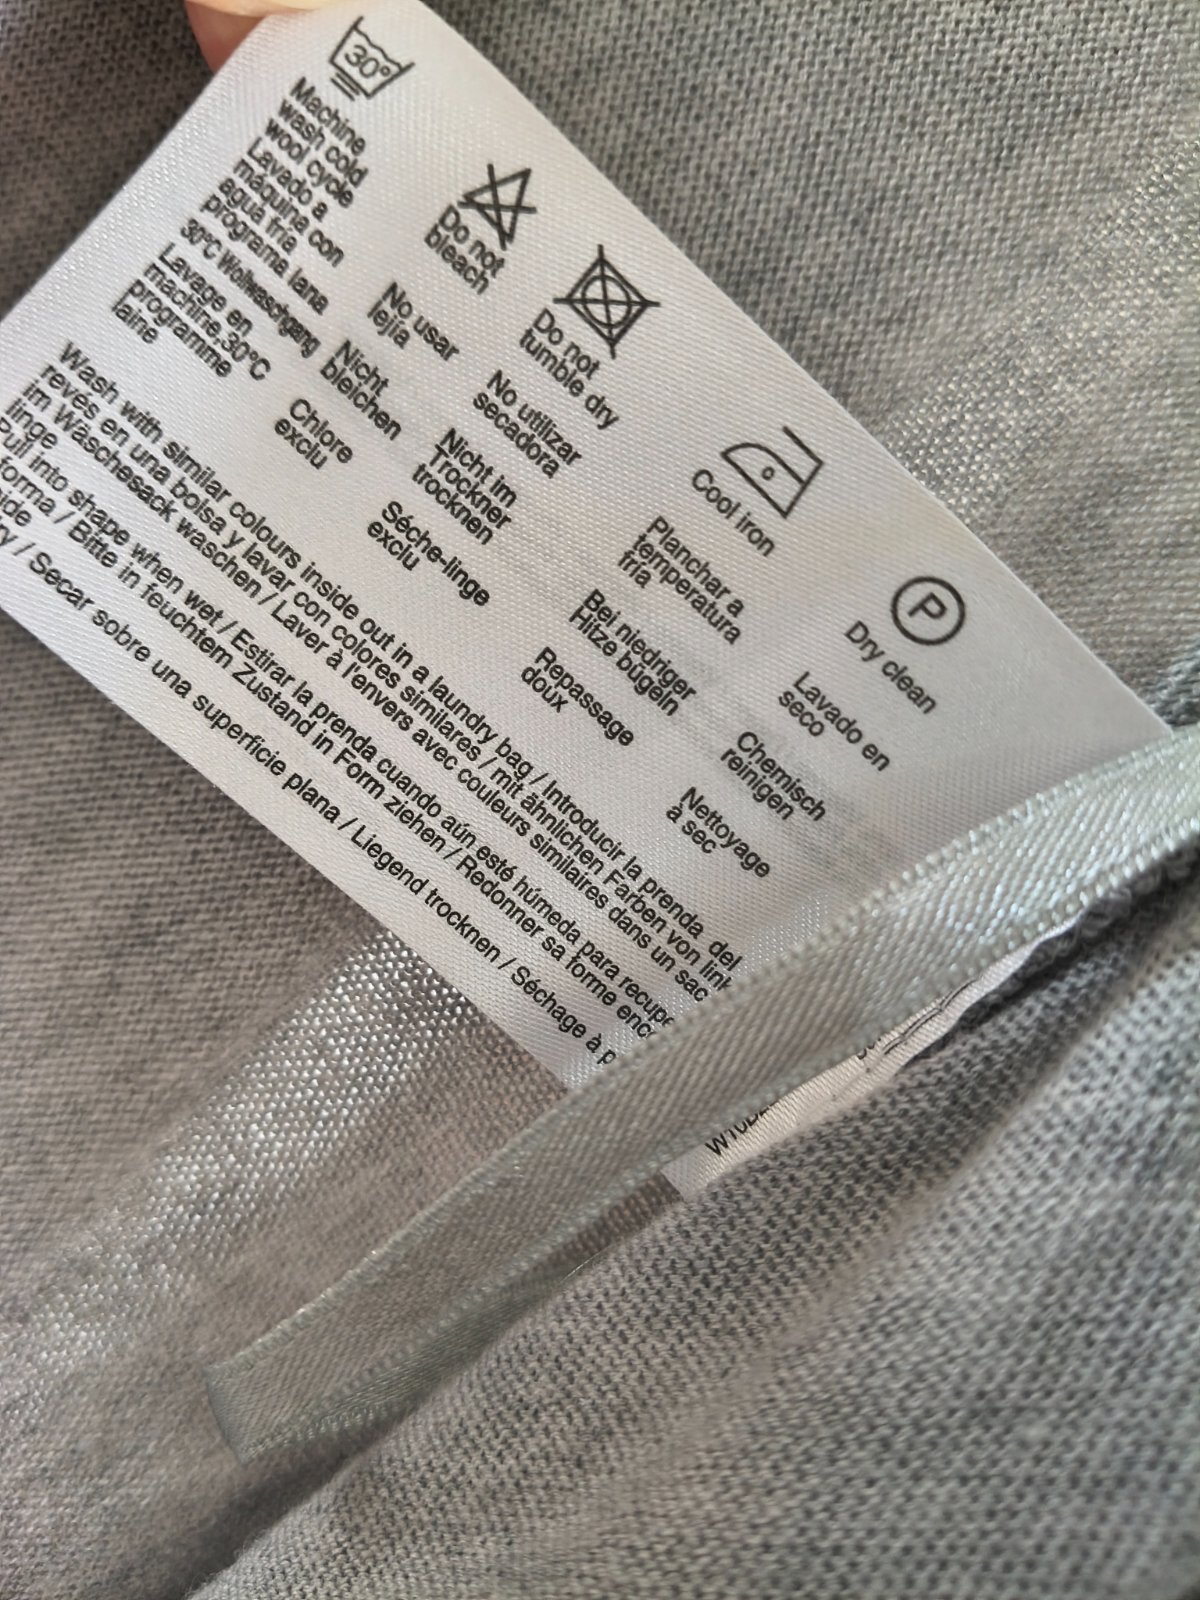 30°
Machine
wash cold
wool cycle
Lavado a
máquina con
agua fría
programa lana
30°C Wollwaschgang
Lavage en
machine,30°C
programme
laine
Do not
bleach
No usar
lejía
Nicht
bleichen
Chlore
exclu
Do not
tumble dry
No utilizar
secadora
Nicht im
Trockner
trocknen
Séche-linge
exclu
Cool iron
Planchar a
temperatura
fría
Bei niedriger
Hitze bügeln
Repassage
doux
P
Dry clean
Lavado en
seco
Chemisch
reinigen
Nettoyage
à sec
Wash with similar colours inside out in a laundry bag / Introducir la prenda del
revés en una bolsa y lavar con colores similares / mit ähnlichen Farben von
im Wäschesack waschen / Laver à l'envers avec couleurs similaires dans un
linge
Pull into shape when wet / Estirar la prenda cuando aún esté húmeda para
forma / Bitte in feuchtem Zustand in Form ziehen / Redonner sa forme
/ Secar sobre una superficie plana / Liegend trocknen / Séchage à